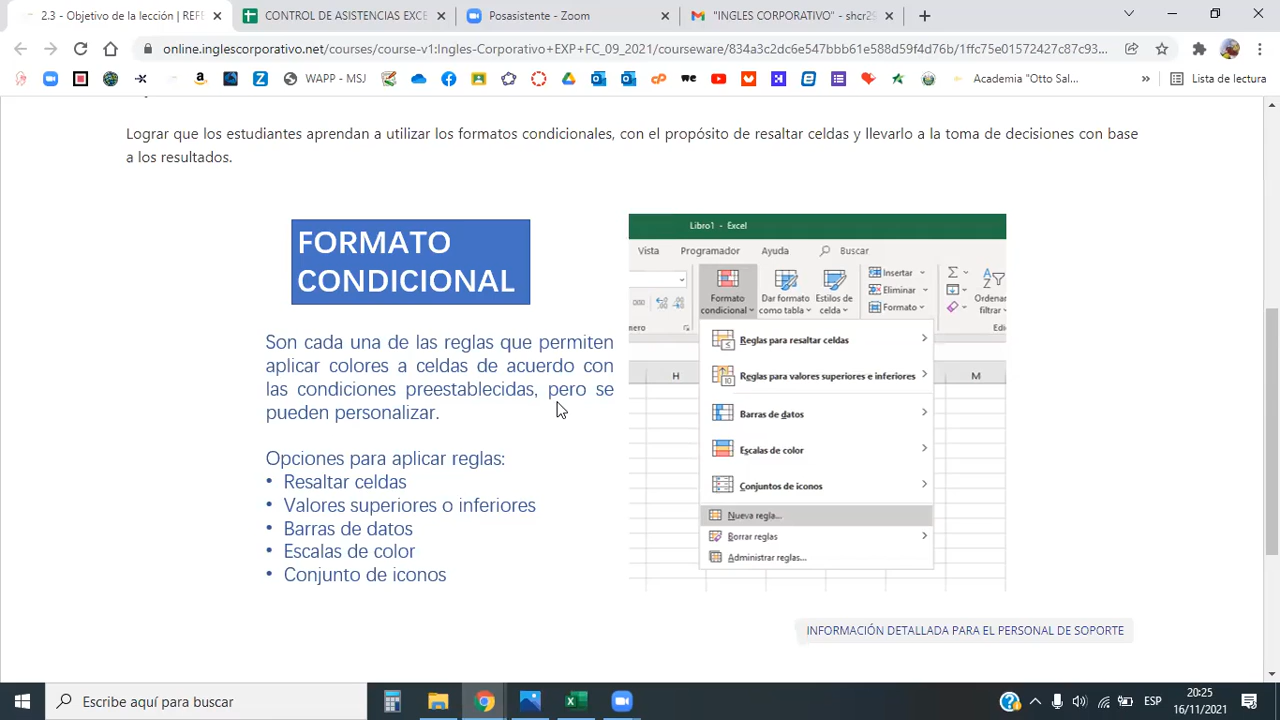 2.3 - Objetivo de la lección | REFE
CONTROL DE ASISTENCIAS EXCE
Posasistente - Zoom
"INGLES CORPORATIVO" - shcr29
online.inglescorporativo.net/courses/course-v1:Ingles-Corporativo+EXP+FC_09_2021/courseware/834a3c2dc6e547bbb61e588d59f4d76b/1ffc75e01572427c87c93...
WAPP - MSJ
Academia "Otto Sal...
»
Lista de lectura
Lograr que los estudiantes aprendan a utilizar los formatos condicionales, con el propósito de resaltar celdas y llevarlo a la toma de decisiones con base
a los resultados.
FORMATO
CONDICIONAL
Son cada una de las reglas que permiten
aplicar colores a celdas de acuerdo con
las condiciones preestablecidas, pero se
pueden personalizar.
Opciones para aplicar reglas:
• Resaltar celdas
• Valores superiores o inferiores
• Barras de datos
• Escalas de color
• Conjunto de iconos
Libro1 - Excel
Vista Programador Ayuda Buscar
Formato
condicional
Dar formato
como tabla
Estilos de
celda
Insertar
Eliminar
Formato
Ordenar
filtrar
H
M
Reglas para resaltar celdas
Reglas para valores superiores e inferiores
Barras de datos
Escalas de color
Conjuntos de iconos
Nueva regla...
Borrar reglas
Administrar reglas...
INFORMACIÓN DETALLADA PARA EL PERSONAL DE SOPORTE
Escribe aquí para buscar
ESP
20:25
16/11/2021